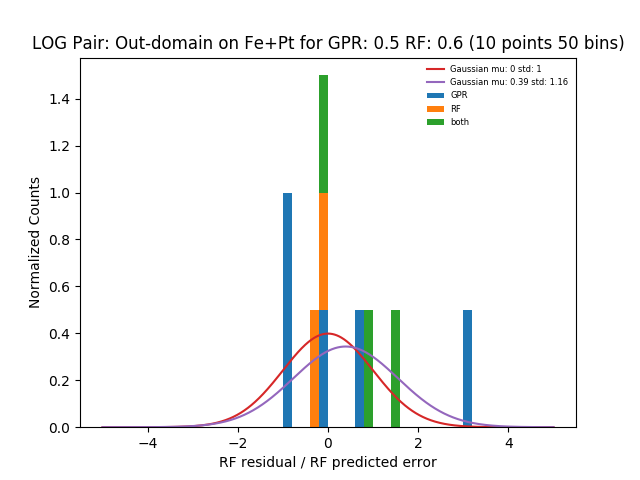 LOG Pair: Out-domain on Fe+Pt for GPR: 0.5 RF: 0.6 (10 points 50 bins)
Gaussian mu: 0 std: 1
Gaussian mu: 0.39 std: 1.16
GPR
RF
both
Normalized Counts
1.4
1.2
1.0
0.8
0.6
0.4
0.2
0.0
−4
−2
0
2
4
RF residual / RF predicted error